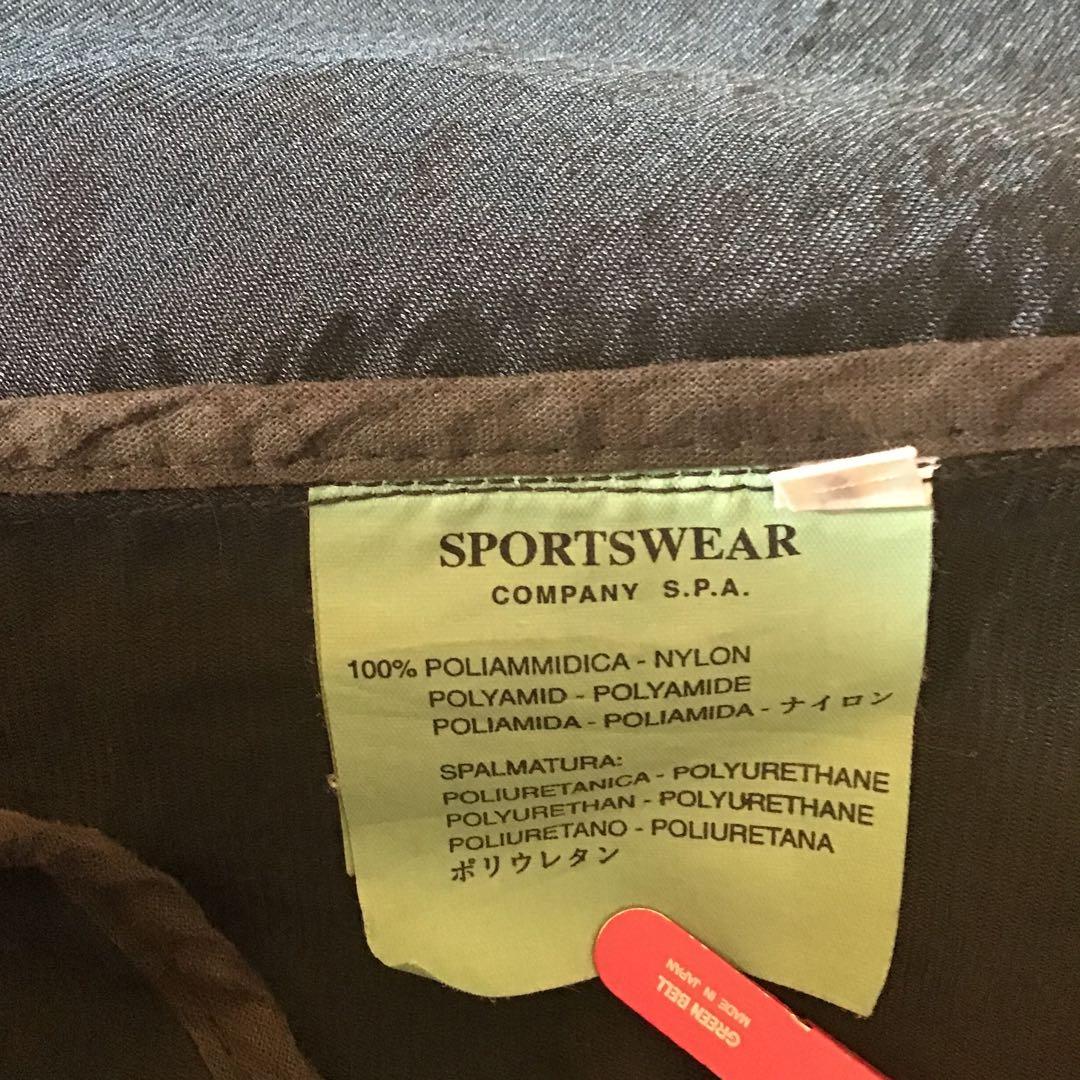 SPORTSWEAR
COMPANY S.P.A.
100% POLIAMMIDICA - NYLON
POLYAMID - POLYAMIDE
POLIAMIDA - POLIAMIDA - ナイロン
SPALMATURA:
POLIURETANICA - POLYURETHANE
POLYURETHAN - POLYURETHANE
POLIURETANO - POLIURETANA
ポリウレタン
GREEN BELL
MADE IN JAPAN